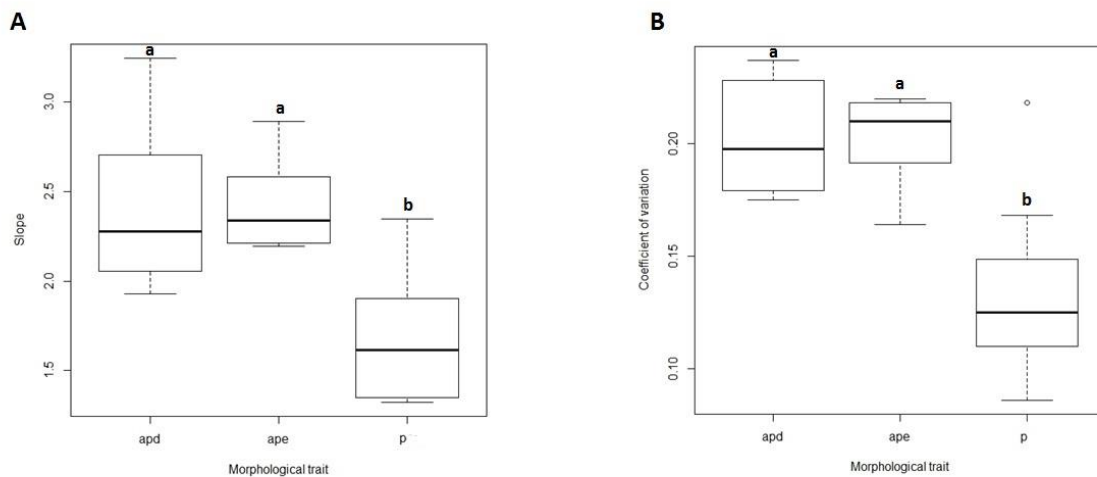 A
B
a
a
b
3.0
2.5
2.0
1.5
Slope
apd ape p
Morphological trait
a
a
b
0.20
0.15
0.10
Coefficient of variation
apd ape p
Morphological trait